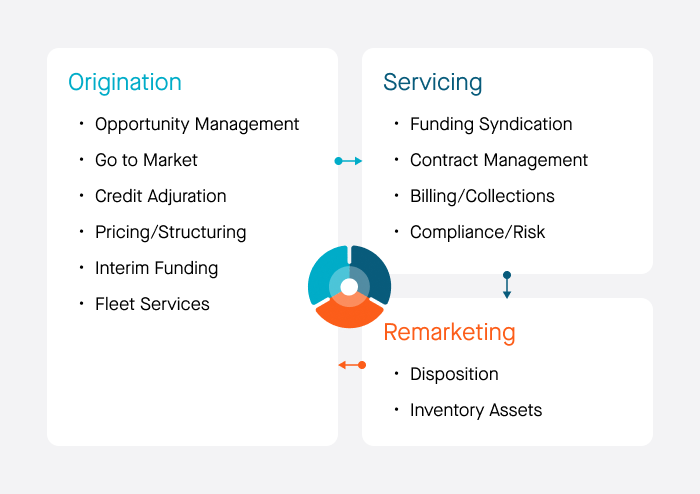 Origination
• Opportunity Management
• Go to Market
• Credit Adjuration
• Pricing/Structuring
• Interim Funding
• Fleet Services
Servicing
• Funding Syndication
• Contract Management
• Billing/Collections
• Compliance/Risk
Remarketing
• Disposition
• Inventory Assets